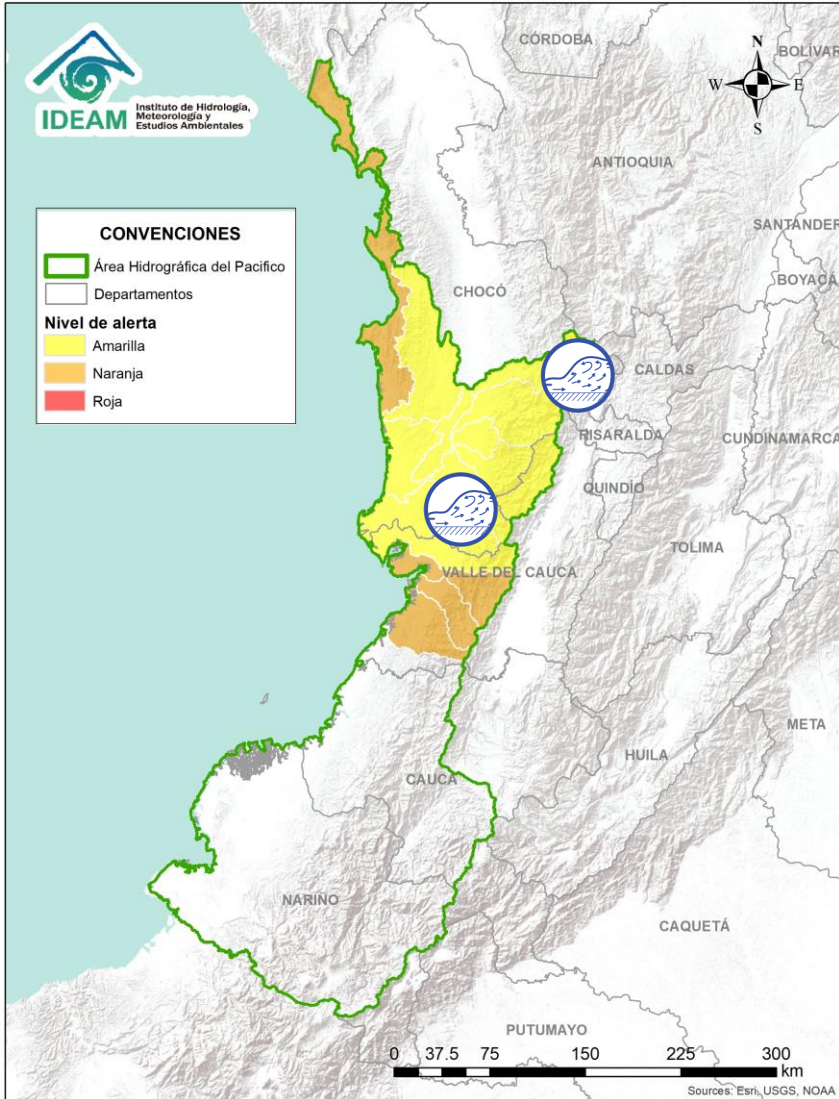 IDEAM
Instituto de Hidrología,
Meteorología y
Estudios Ambientales
CÓRDOBA
BOLÍVAR
N
W
E
S
ANTIOQUIA
SANTANDER
BOYACÁ
CONVENCIONES
Área Hidrográfica del Pacifico
Departamentos
Nivel de alerta
Amarilla
Naranja
Roja
CHOCÓ
CALDAS
RISARALDA
CUNDINAMARCA
QUINDÍO
TOLIMA
VALLE DEL CAUCA
META
HUILA
CAUCA
NARIÑO
CAQUETÁ
PUTUMAYO
0 37.5 75 150 225 300
km
Sources: Esri, USGS, NOAA